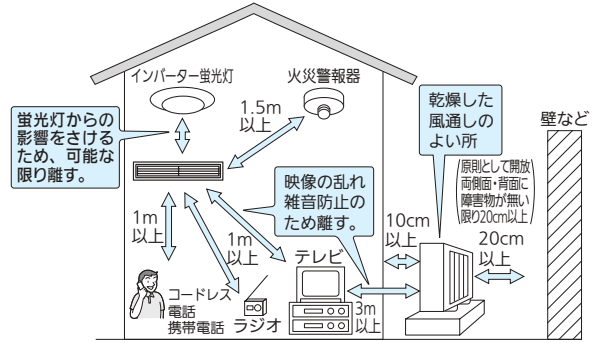 インバーター蛍光灯
火災警報器
蛍光灯からの
影響をさける
ため、可能な
限り離す。
1.5m
以上
乾燥した
風通しの
よい所
壁など
(原則として開放
両側面・背面に
障害物が無い
限り20cm以上)
映像の乱れ
雑音防止の
ため離す。
1m
以上
1m
以上
10cm
以上
20cm
以上
テレビ
コードレス
電話
携帯電話
ラジオ
3m
以上